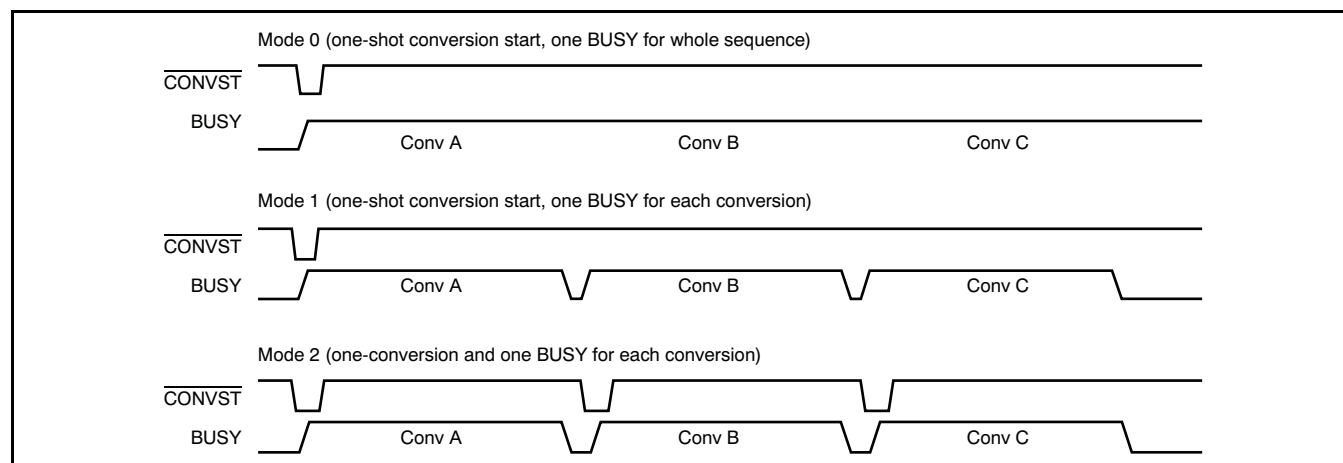 Mode 0 (one-shot conversion start, one BUSY for whole sequence)
CONVST
BUSY
Conv A Conv B Conv C
Mode 1 (one-shot conversion start, one BUSY for each conversion)
CONVST
BUSY
Conv A Conv B Conv C
Mode 2 (one-conversion and one BUSY for each conversion)
CONVST
BUSY
Conv A Conv B Conv C